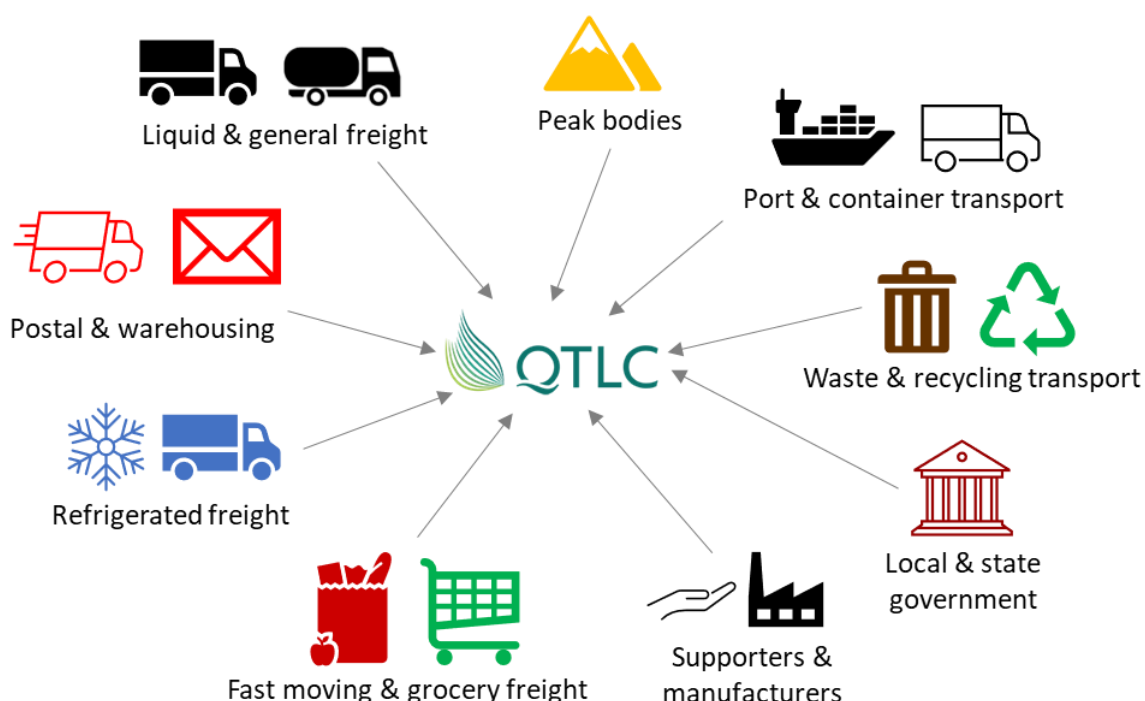 Liquid & general freight
Peak bodies
Port & container transport
Postal & warehousing
QTLC
Waste & recycling transport
Refrigerated freight
Local & state
government
Fast moving & grocery freight
Supporters &
manufacturers